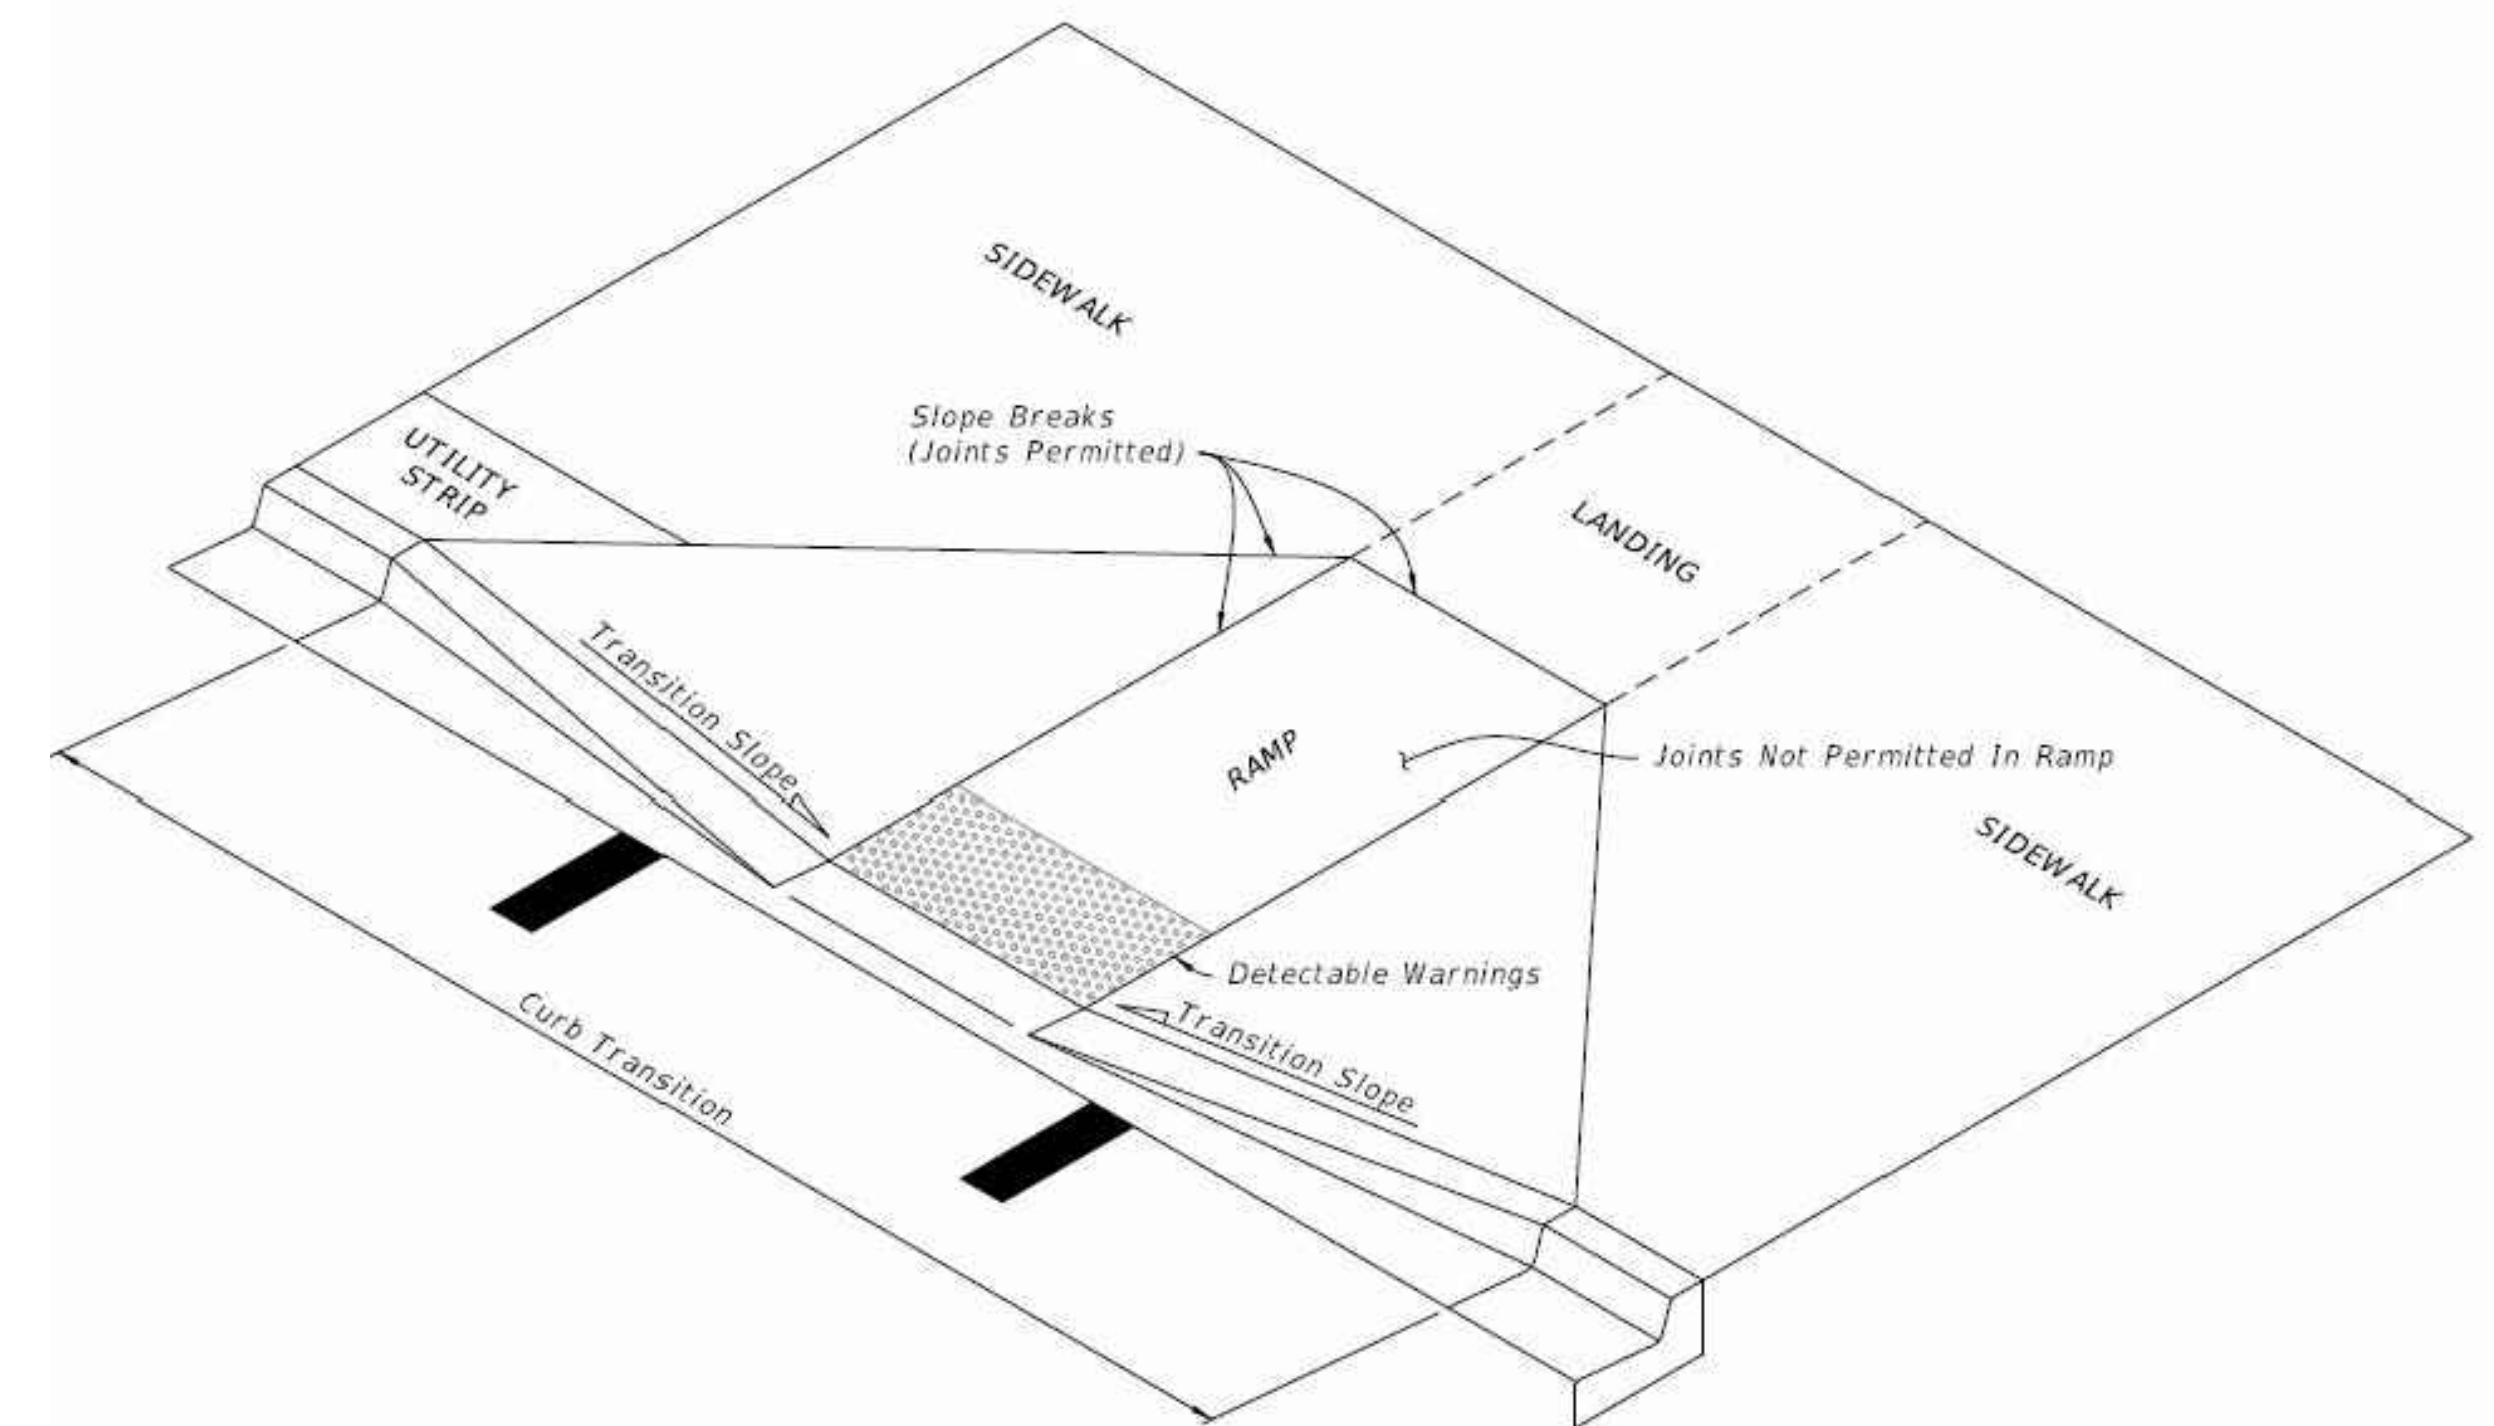 SIDEWALK
Slope Breaks
(Joints Permitted)
UTILITY
STRIP
LANDING
Transition Slope
RAMP
Joints Not Permitted In Ramp
SIDEWALK
Detectable Warnings
Transition Slope
Curb Transition